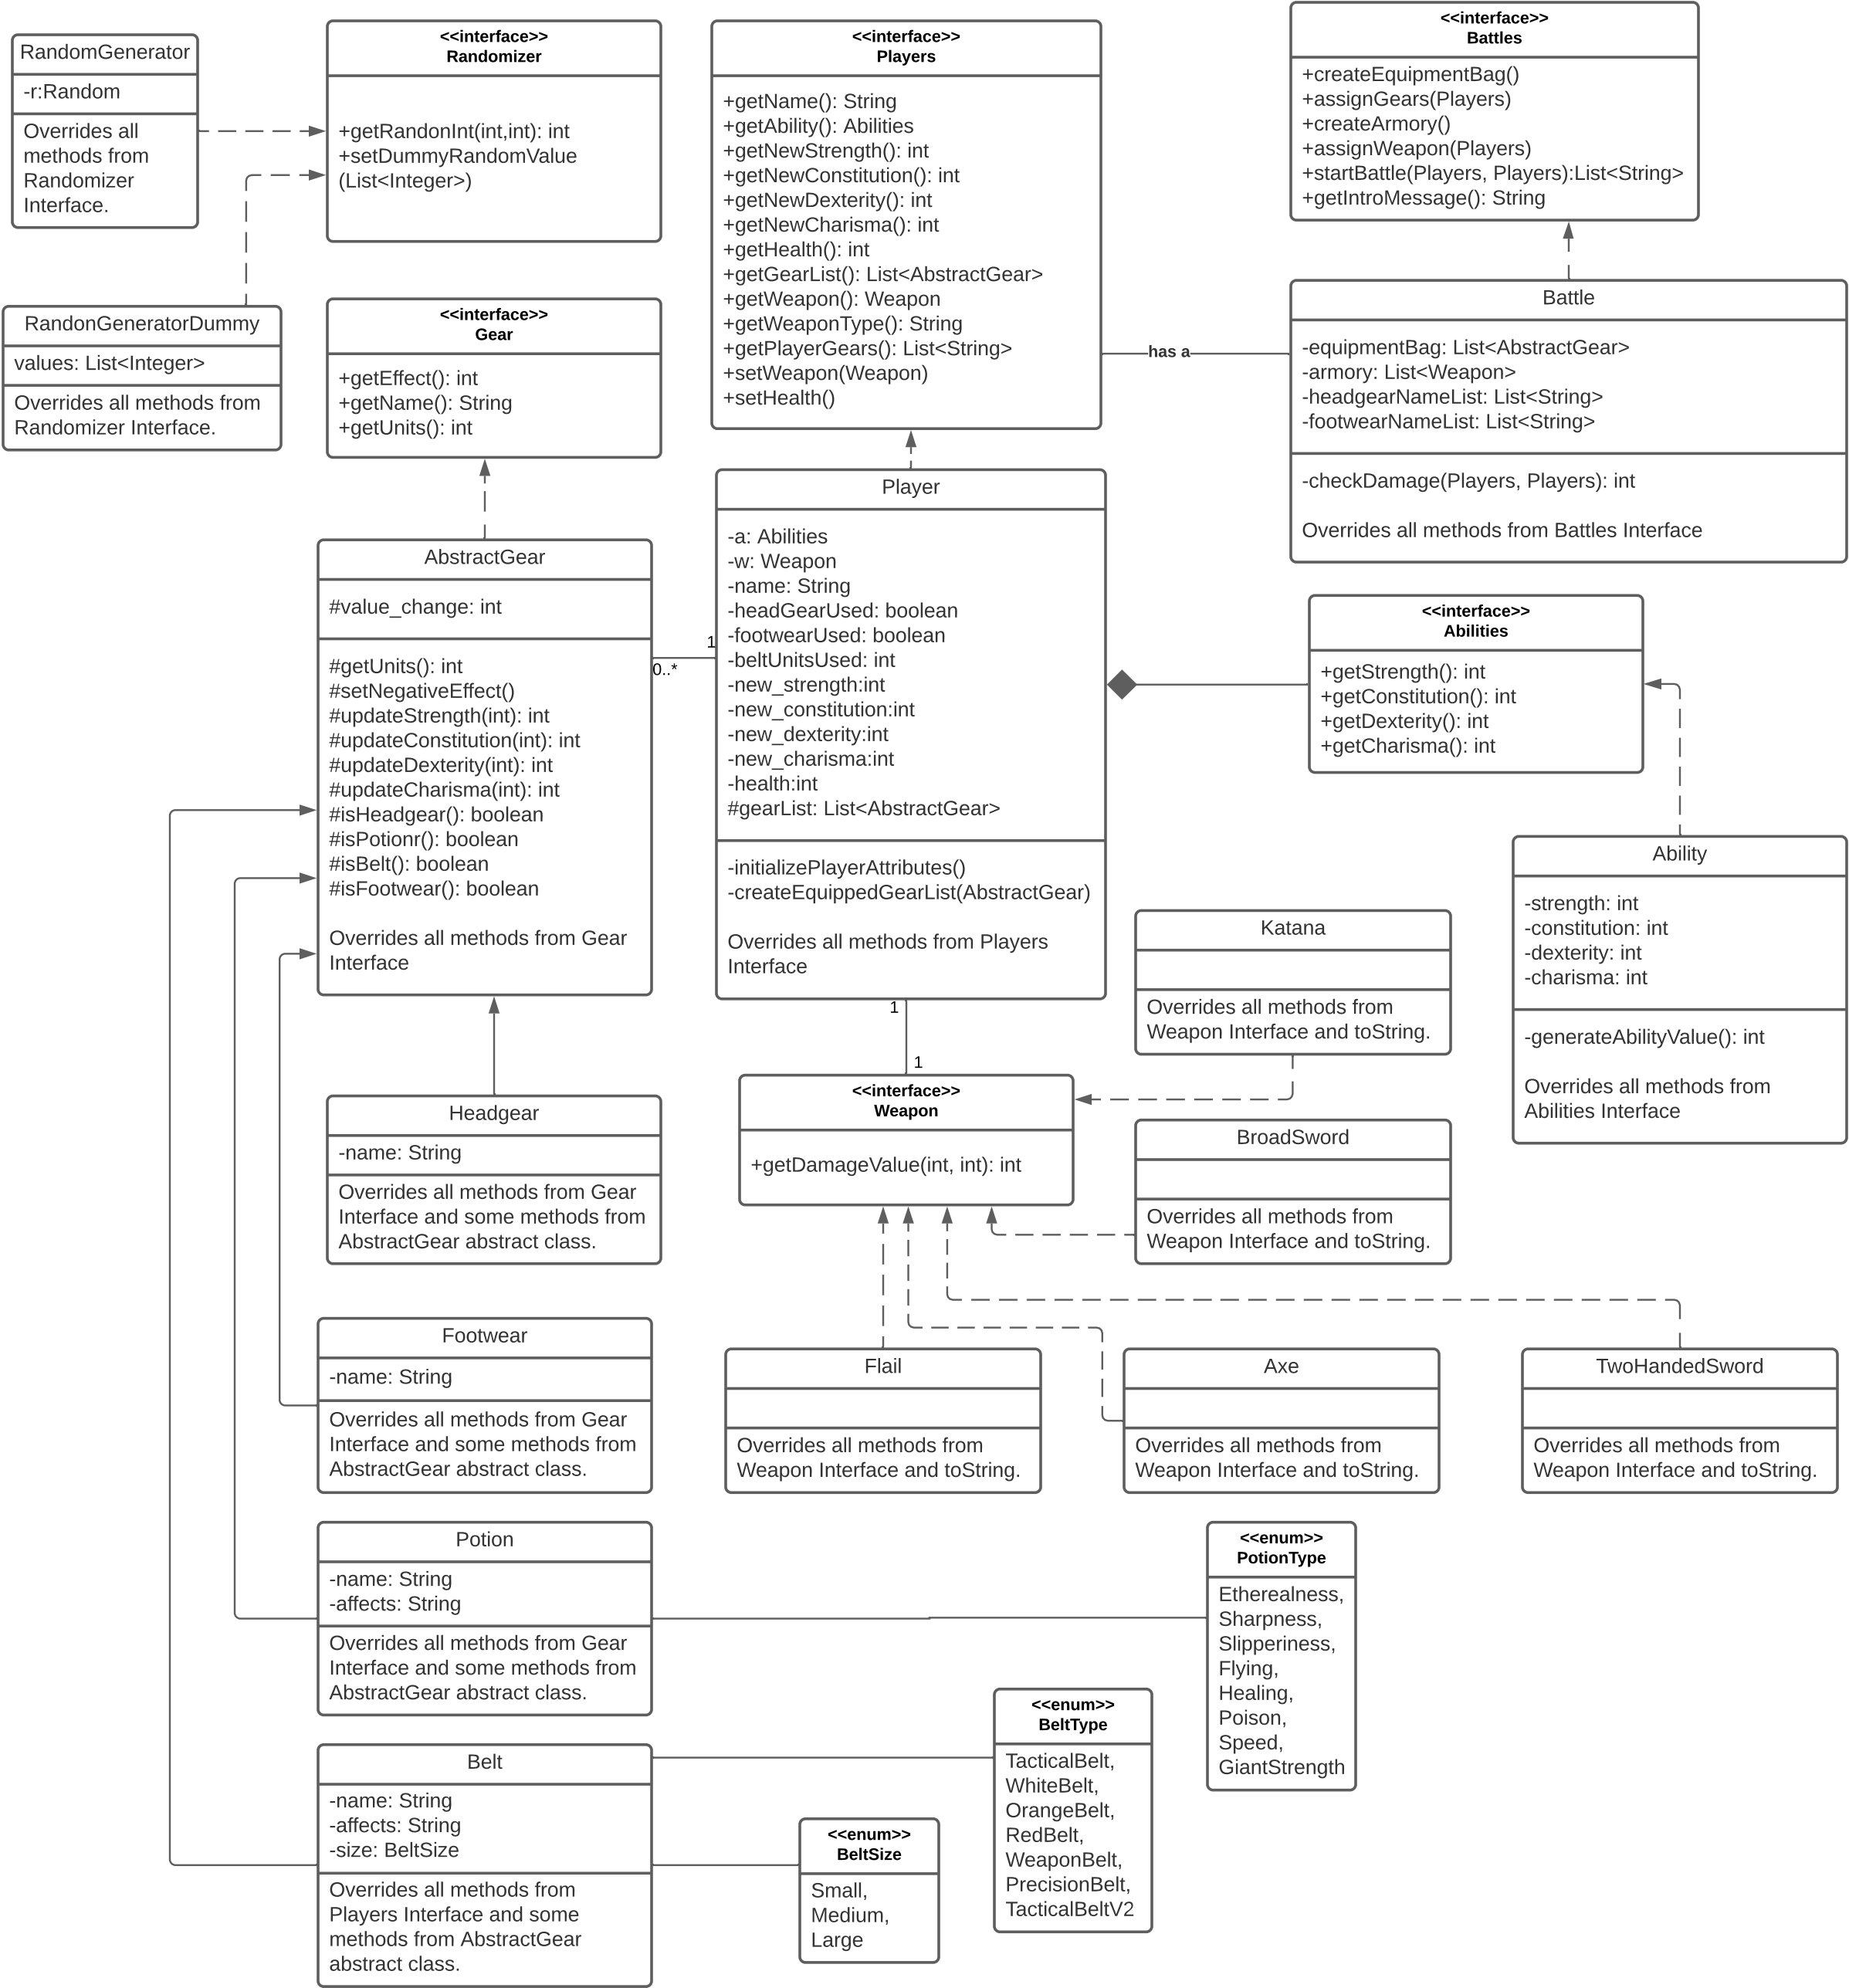 RandomGenerator
-r:Random
Overrides all
methods from
Randomizer
Interface.
<<interface>>
Randomizer
+getRandonInt(int,int): int
+setDummyRandomValue
(List<Integer>)
<<interface>>
Players
+getName(): String
+getAbility(): Abilities
+getNewStrength(): int
+getNewConstitution(): int
+getNewDexterity(): int
+getNewCharisma(): int
+getHealth(): int
+getGearList(): List<AbstractGear>
+getWeapon(): Weapon
+getWeaponType(): String
+getPlayerGears(): List<String>
+setWeapon(Weapon)
+setHealth()
<<interface>>
Battles
+createEquipmentBag()
+assignGears(Players)
+createArmory()
+assignWeapon(Players)
+startBattle(Players, Players):List<String>
+getIntroMessage(): String
RandonGeneratorDummy
values: List<Integer>
Overrides all methods from
Randomizer Interface.
<<interface>>
Gear
+getEffect(): int
+getName(): String
+getUnits(): int
has a
Battle
-equipmentBag: List<AbstractGear>
-armory: List<Weapon>
-headgearNameList: List<String>
-footwearNameList: List<String>
-checkDamage(Players, Players): int
Overrides all methods from Battles Interface
AbstractGear
#value_change: int
#getUnits(): int
#setNegativeEffect()
#updateStrength(int): int
#updateConstitution(int): int
#updateDexterity(int): int
#updateCharisma(int): int
#isHeadgear(): boolean
#isPotionr(): boolean
#isBelt(): boolean
#isFootwear(): boolean
Overrides all methods from Gear
Interface
1
0..*
Player
-a: Abilities
-w: Weapon
-name: String
-headGearUsed: boolean
-footwearUsed: boolean
-beltUnitsUsed: int
-new_strength:int
-new_constitution:int
-new_dexterity:int
-new_charisma:int
-health:int
#gearList: List<AbstractGear>
-initializePlayerAttributes()
-createEquippedGearList(AbstractGear)
Overrides all methods from Players
Interface
<<interface>>
Abilities
+getStrength(): int
+getConstitution(): int
+getDexterity(): int
+getCharisma(): int
Ability
-strength: int
-constitution: int
-dexterity: int
-charisma: int
-generateAbilityValue(): int
Overrides all methods from
Abilities Interface
1
1
Katana
Overrides all methods from
Weapon Interface and toString.
<<interface>>
Weapon
+getDamageValue(int, int): int
BroadSword
Overrides all methods from
Weapon Interface and toString.
Headgear
-name: String
Overrides all methods from Gear
Interface and some methods from
AbstractGear abstract class.
Footwear
-name: String
Overrides all methods from Gear
Interface and some methods from
AbstractGear abstract class.
Flail
Overrides all methods from
Weapon Interface and toString.
Axe
Overrides all methods from
Weapon Interface and toString.
TwoHandedSword
Overrides all methods from
Weapon Interface and toString.
Potion
-name: String
-affects: String
Overrides all methods from Gear
Interface and some methods from
AbstractGear abstract class.
<<enum>>
PotionType
Etherealness,
Sharpness,
Slipperiness,
Flying,
Healing,
Poison,
Speed,
GiantStrength
Belt
-name: String
-affects: String
-size: BeltSize
Overrides all methods from
Players Interface and some
methods from AbstractGear
abstract class.
<<enum>>
BeltType
TacticalBelt,
WhiteBelt,
OrangeBelt,
RedBelt,
WeaponBelt,
PrecisionBelt,
TacticalBeltV2
<<enum>>
BeltSize
Small,
Medium,
Large